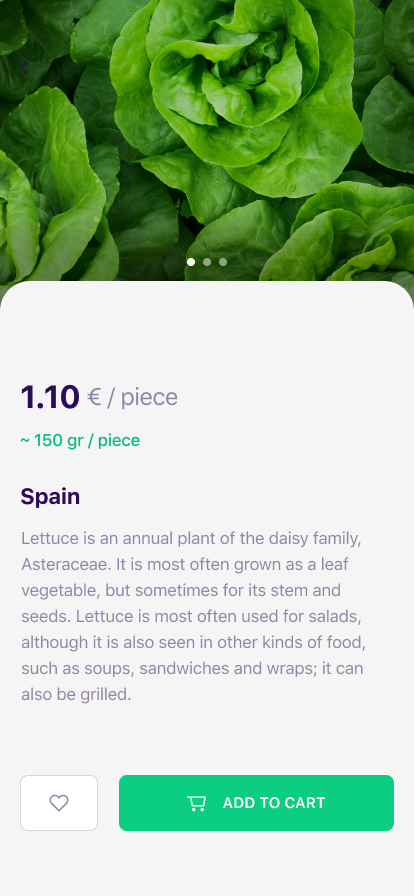 1.10 € / piece
~ 150 gr / piece
Spain
Lettuce is an annual plant of the daisy family,
Asteraceae. It is most often grown as a leaf
vegetable, but sometimes for its stem and
seeds. Lettuce is most often used for salads,
although it is also seen in other kinds of food,
such as soups, sandwiches and wraps; it can
also be grilled.
ADD TO CART